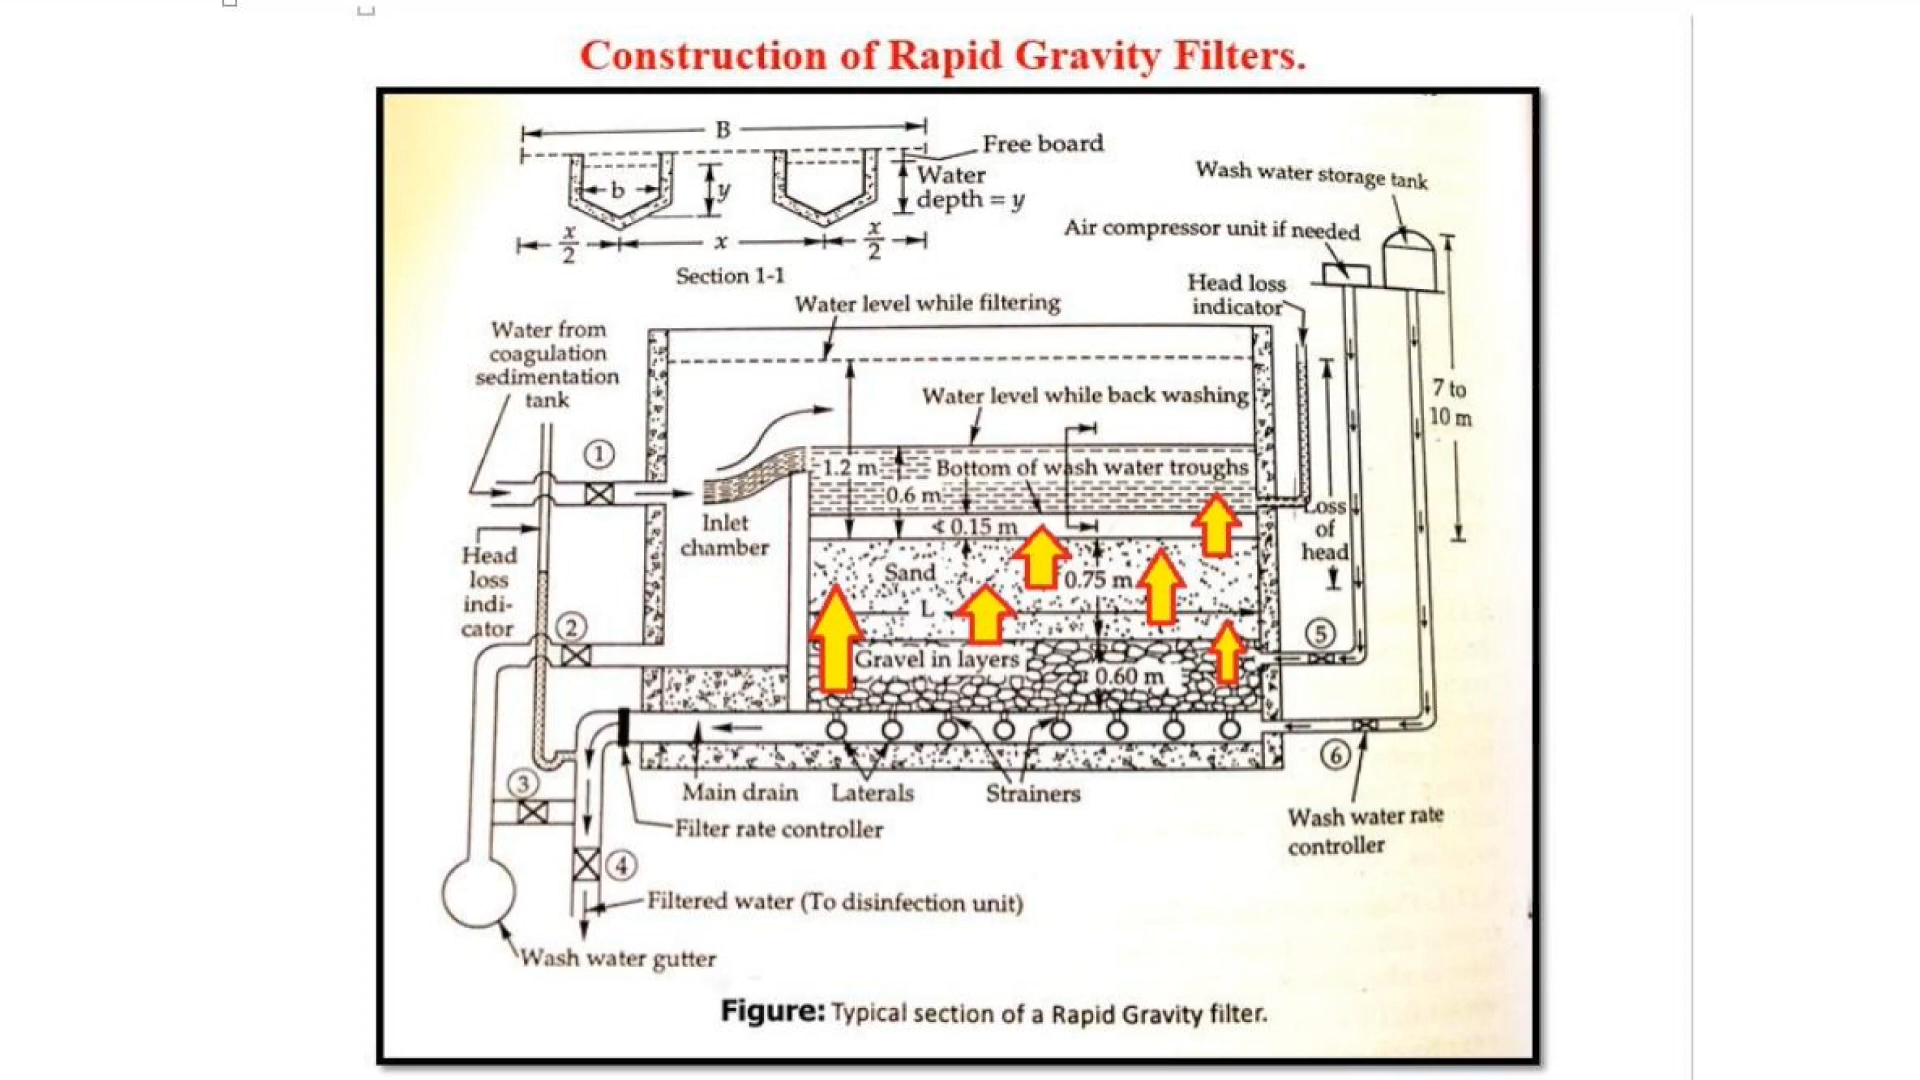 Construction of Rapid Gravity Filters.
B
Free board
b
y
Water
depth = y
x
2
x
x
2
Section 1-1
Wash water storage tank
Air compressor unit if needed
Head loss
indicator
Water level while filtering
Water from
coagulation
sedimentation
tank
Water level while back washing
7 to
10 m
1
1.2 m
Bottom of wash water troughs
0.6 m
Inlet
chamber
∢ 0.15 m
Loss
of
head
Head
loss
indi-
cator
Sand
0.75 m
L
2
5
Gravel in layers
0.60 m
3
Main drain
Laterals
Strainers
6
Filter rate controller
Wash water rate
controller
4
Filtered water (To disinfection unit)
Wash water gutter
Figure: Typical section of a Rapid Gravity filter.